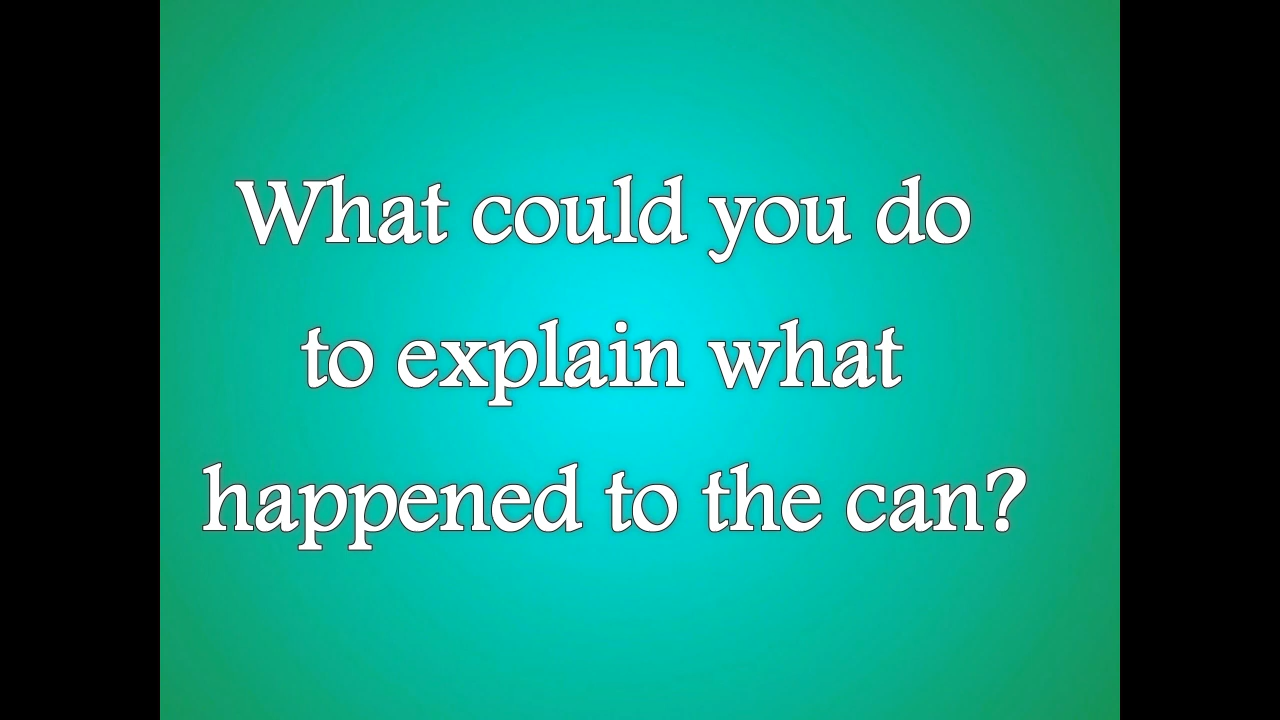 What could you do
to explain what
happened to the can?